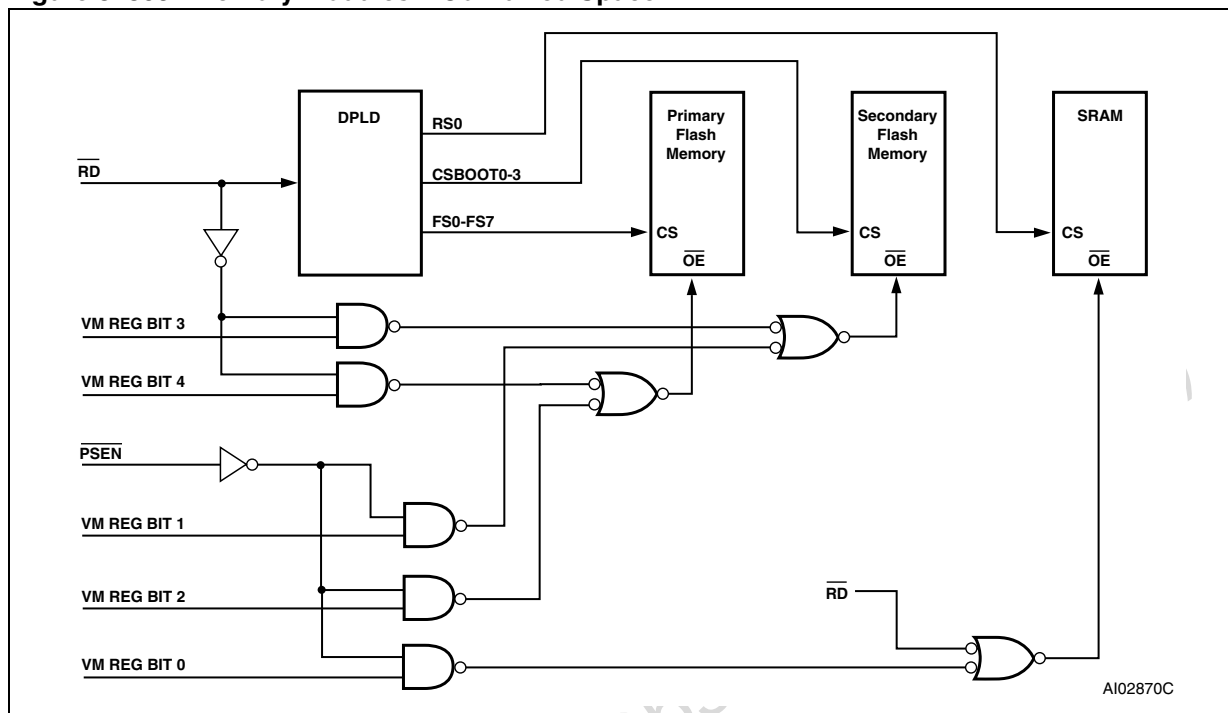 DPLD
RS0
CSBOOT0-3
FS0-FS7
Primary
Flash
Memory
CS
OE
Secondary
Flash
Memory
CS
OE
SRAM
CS
OE
RD
VM REG BIT 3
VM REG BIT 4
PSEN
VM REG BIT 1
VM REG BIT 2
VM REG BIT 0
RD
AI02870C